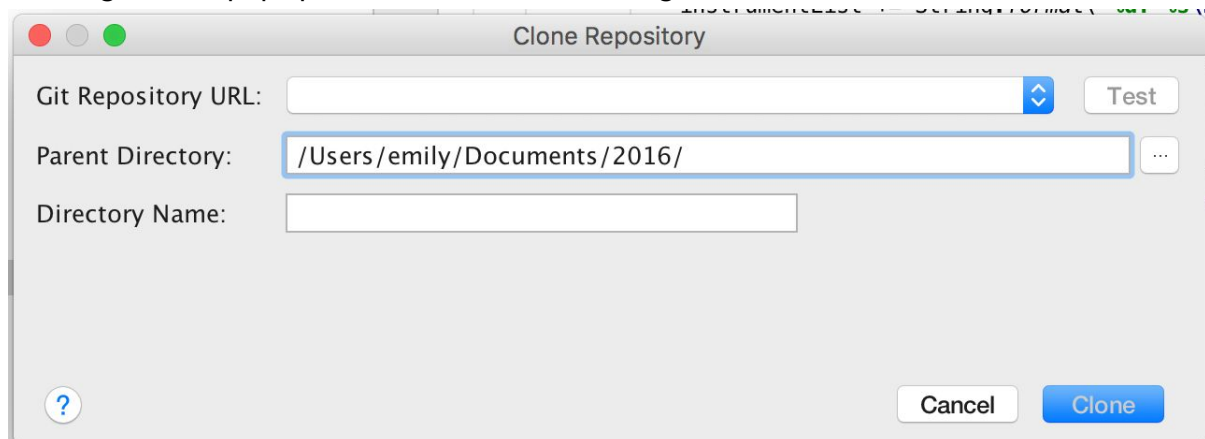 Clone Repository
Git Repository URL:
Test
Parent Directory: /Users/emily/Documents/2016/ ...
Directory Name:
? Cancel Clone